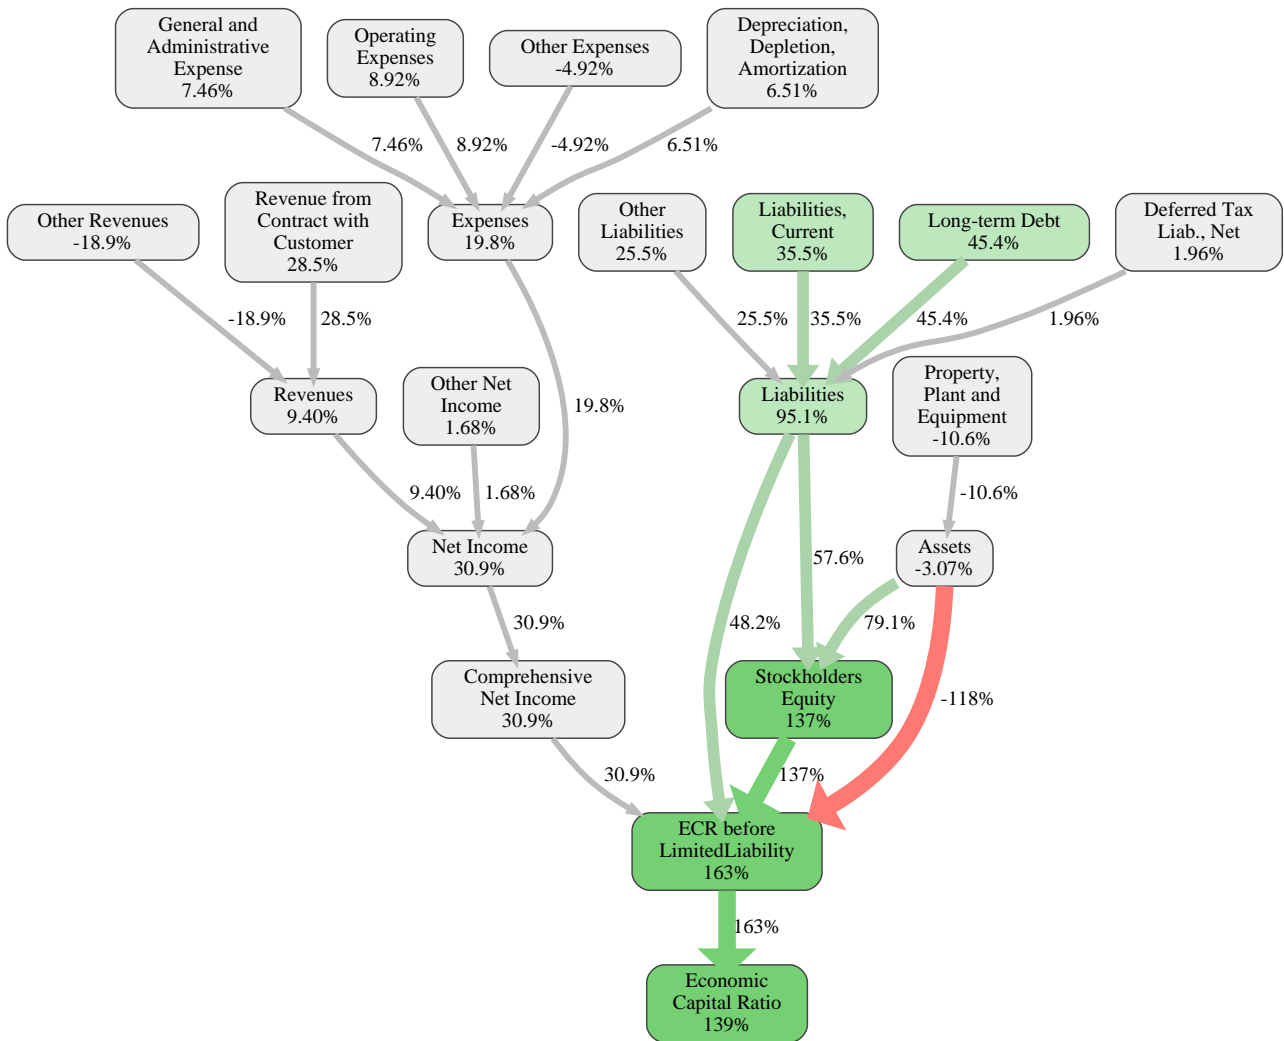 General and
Administrative
Expense
7.46%
Operating
Expenses
8.92%
Other Expenses
-4.92%
Depreciation,
Depletion,
Amortization
6.51%
7.46%
8.92%
-4.92%
6.51%
Other Revenues
-18.9%
Revenue from
Contract with
Customer
28.5%
Expenses
19.8%
Other
Liabilities
25.5%
Liabilities,
Current
35.5%
Long-term Debt
45.4%
Deferred Tax
Liab., Net
1.96%
-18.9%
28.5%
25.5%
35.5%
45.4%
1.96%
Revenues
9.40%
Other Net
Income
1.68%
19.8%
Liabilities
95.1%
Property,
Plant and
Equipment
-10.6%
9.40%
1.68%
-10.6%
Net Income
30.9%
57.6%
Assets
-3.07%
30.9%
48.2%
79.1%
Comprehensive
Net Income
30.9%
Stockholders
Equity
137%
-118%
30.9%
137%
ECR before
LimitedLiability
163%
163%
Economic
Capital Ratio
139%